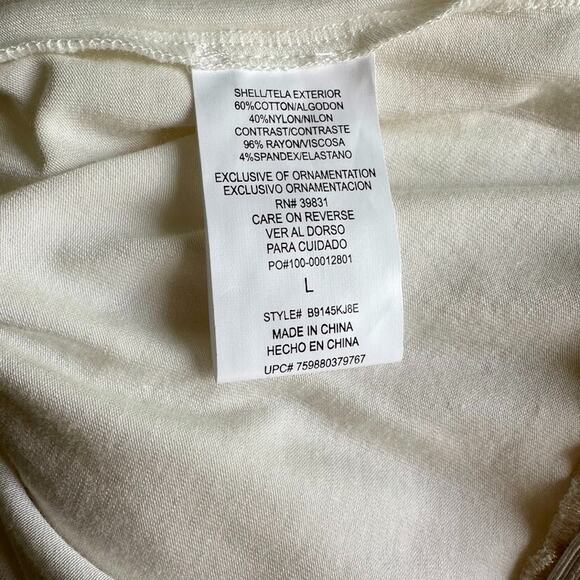 SHELL/TELA EXTERIOR
60%COTTON/ALGODON
40%NYLON/NILON
CONTRAST/CONTRASTE
96% RAYON/VISCOSA
4%SPANDEX/ELASTANO
EXCLUSIVE OF ORNAMENTATION
EXCLUSIVO ORNAMENTACION
RN# 39831
CARE ON REVERSE
VER AL DORSO
PARA CUIDADO
PO#100-00012801
L
STYLE# B9145KJ8E
MADE IN CHINA
HECHO EN CHINA
UPC# 759880379767